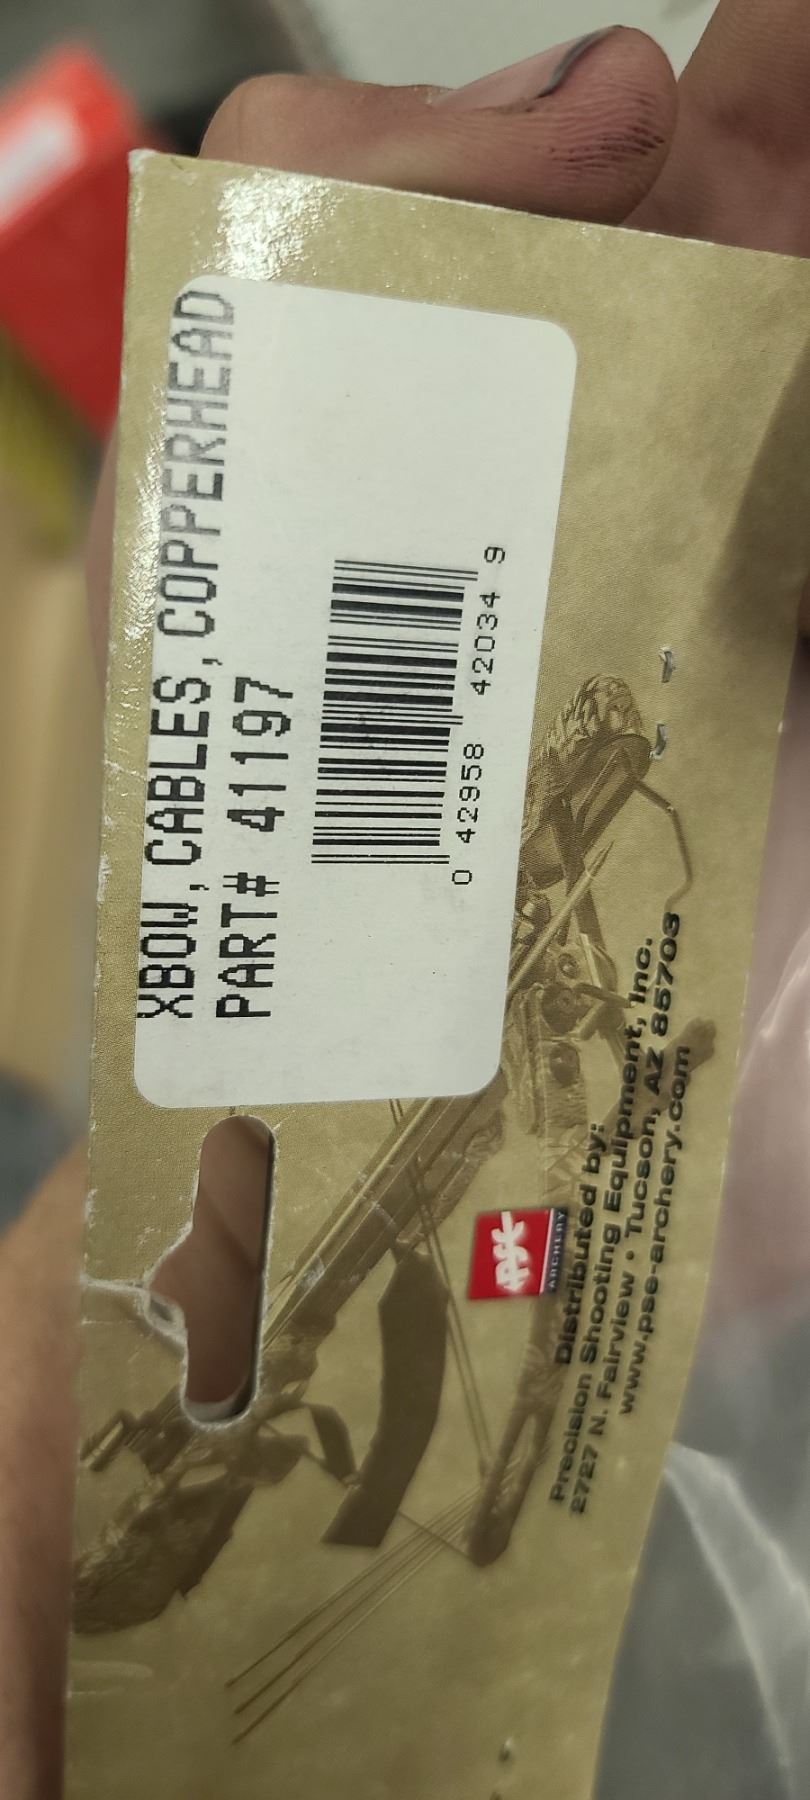 XBOW,CABLES,COPPERHEAD
PART# 41197
0 42958 42034 9
PSE
ARCHERY
Distributed by:
Precision Shooting Equipment, Inc.
2727 N. Fairview • Tucson, AZ 85703
www.pse-archery.com